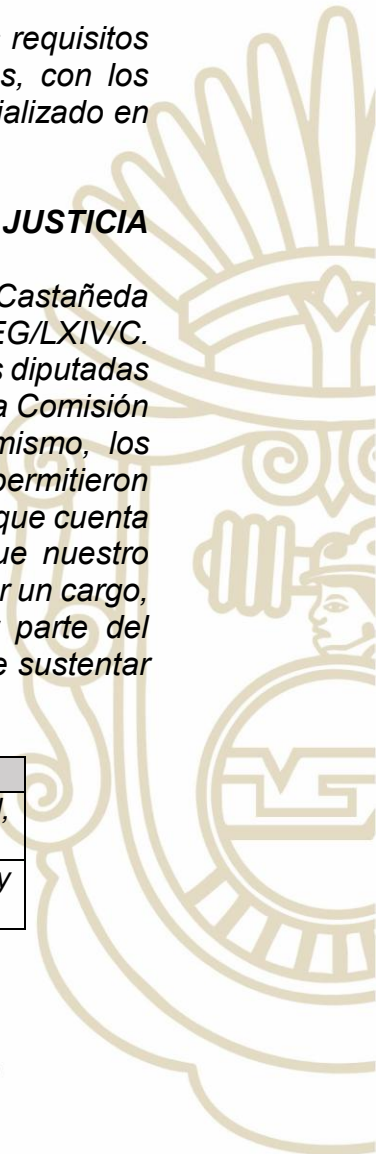 requisitos
s, con los
ializado en
JUSTICIA
Castañeda
EG/LXIV/C.
s diputadas
a Comisión
mismo, los
permitieron
que cuenta
ue nuestro
r un cargo,
parte del
e sustentar
l,
y